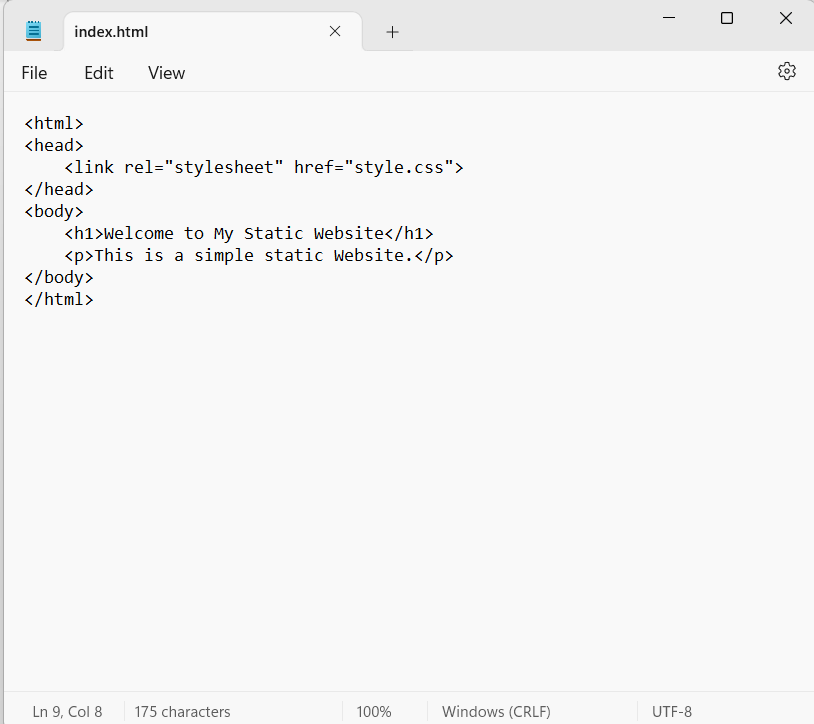 index.html
File Edit View
<html>
<head>
    <link rel="stylesheet" href="style.css">
</head>
<body>
    <h1>Welcome to My Static Website</h1>
    <p>This is a simple static Website.</p>
</body>
</html>
Ln 9, Col 8 175 characters 100% Windows (CRLF) UTF-8